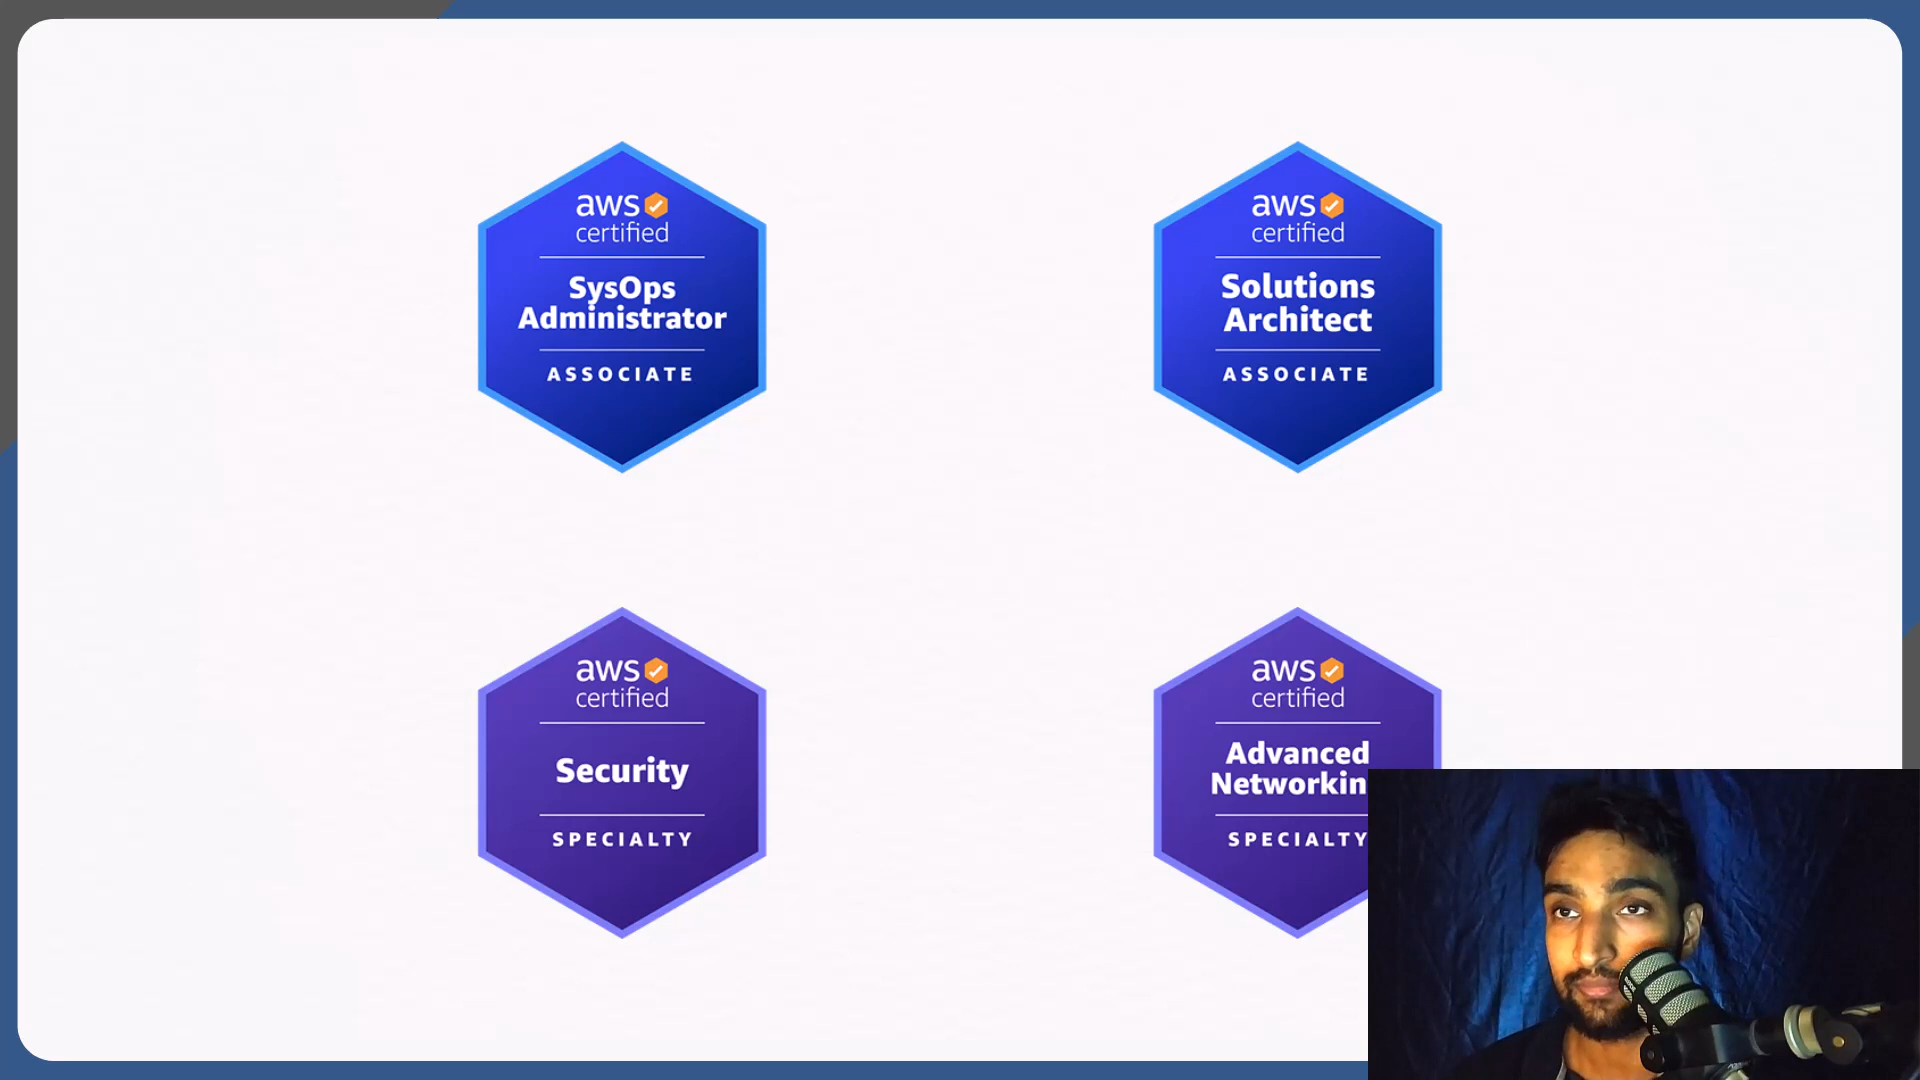 aws
certified
SysOps
Administrator
ASSOCIATE
aws
certified
Solutions
Architect
ASSOCIATE
aws
certified
Security
SPECIALTY
aws
certified
Advanced
Networkin
SPECIALTY